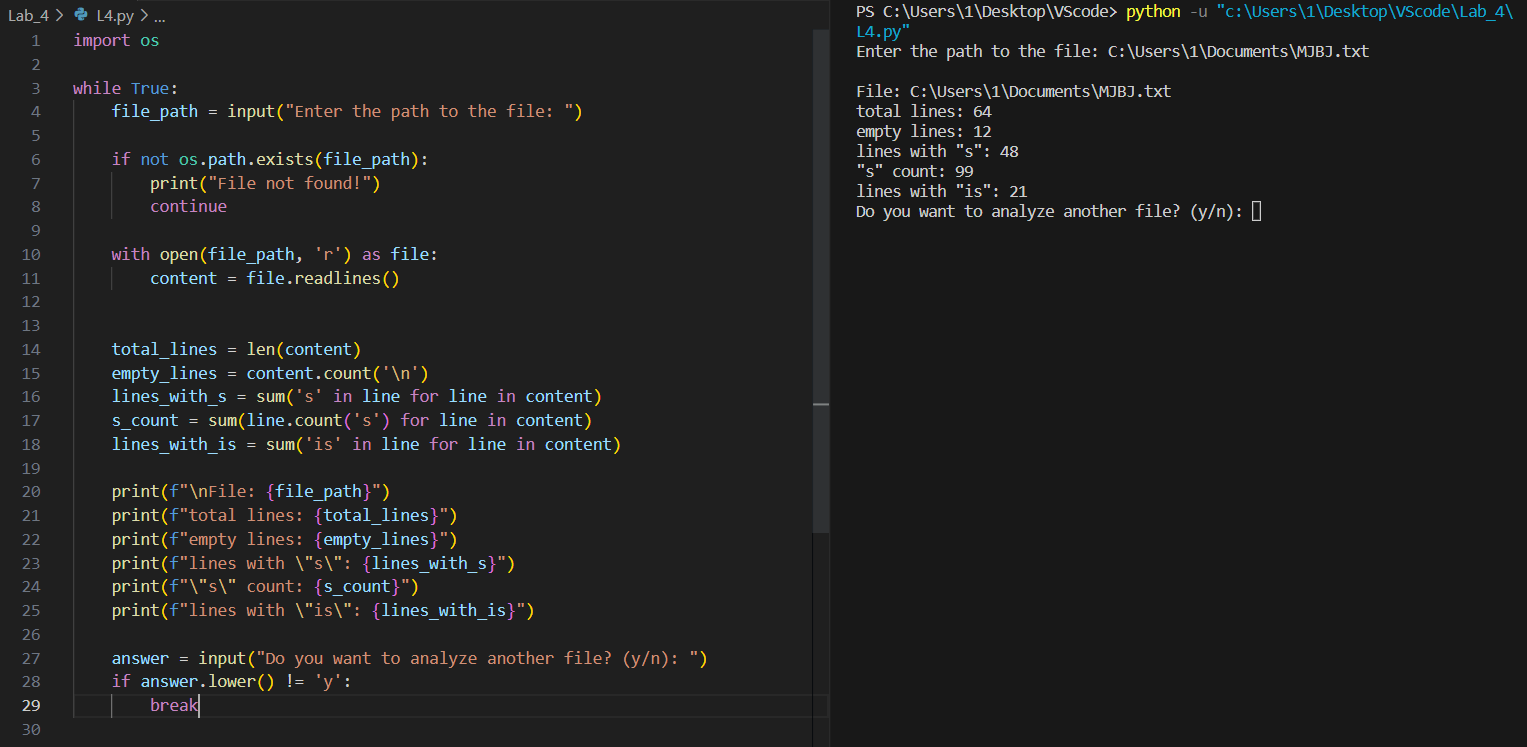 Lab_4 > L4.py > ...
1 import os
2
3 while True:
4 file_path = input("Enter the path to the file: ")
5
6 if not os.path.exists(file_path):
7 print("File not found!")
8 continue
9
10 with open(file_path, 'r') as file:
11 content = file.readlines()
12
13
14 total_lines = len(content)
15 empty_lines = content.count('\n')
16 lines_with_s = sum('s' in line for line in content)
17 s_count = sum(line.count('s') for line in content)
18 lines_with_is = sum('is' in line for line in content)
19
20 print(f"\nFile: {file_path}")
21 print(f"total lines: {total_lines}")
22 print(f"empty lines: {empty_lines}")
23 print(f"lines with \"s\": {lines_with_s}")
24 print(f"\"s\" count: {s_count}")
25 print(f"lines with \"is\": {lines_with_is}")
26
27 answer = input("Do you want to analyze another file? (y/n): ")
28 if answer.lower() != 'y':
29 break
30
PS C:\Users\1\Desktop\VScode> python -u "c:\Users\1\Desktop\VScode\Lab_4\
L4.py"
Enter the path to the file: C:\Users\1\Documents\MJBJ.txt
File: C:\Users\1\Documents\MJBJ.txt
total lines: 64
empty lines: 12
lines with "s": 48
"s" count: 99
lines with "is": 21
Do you want to analyze another file? (y/n):